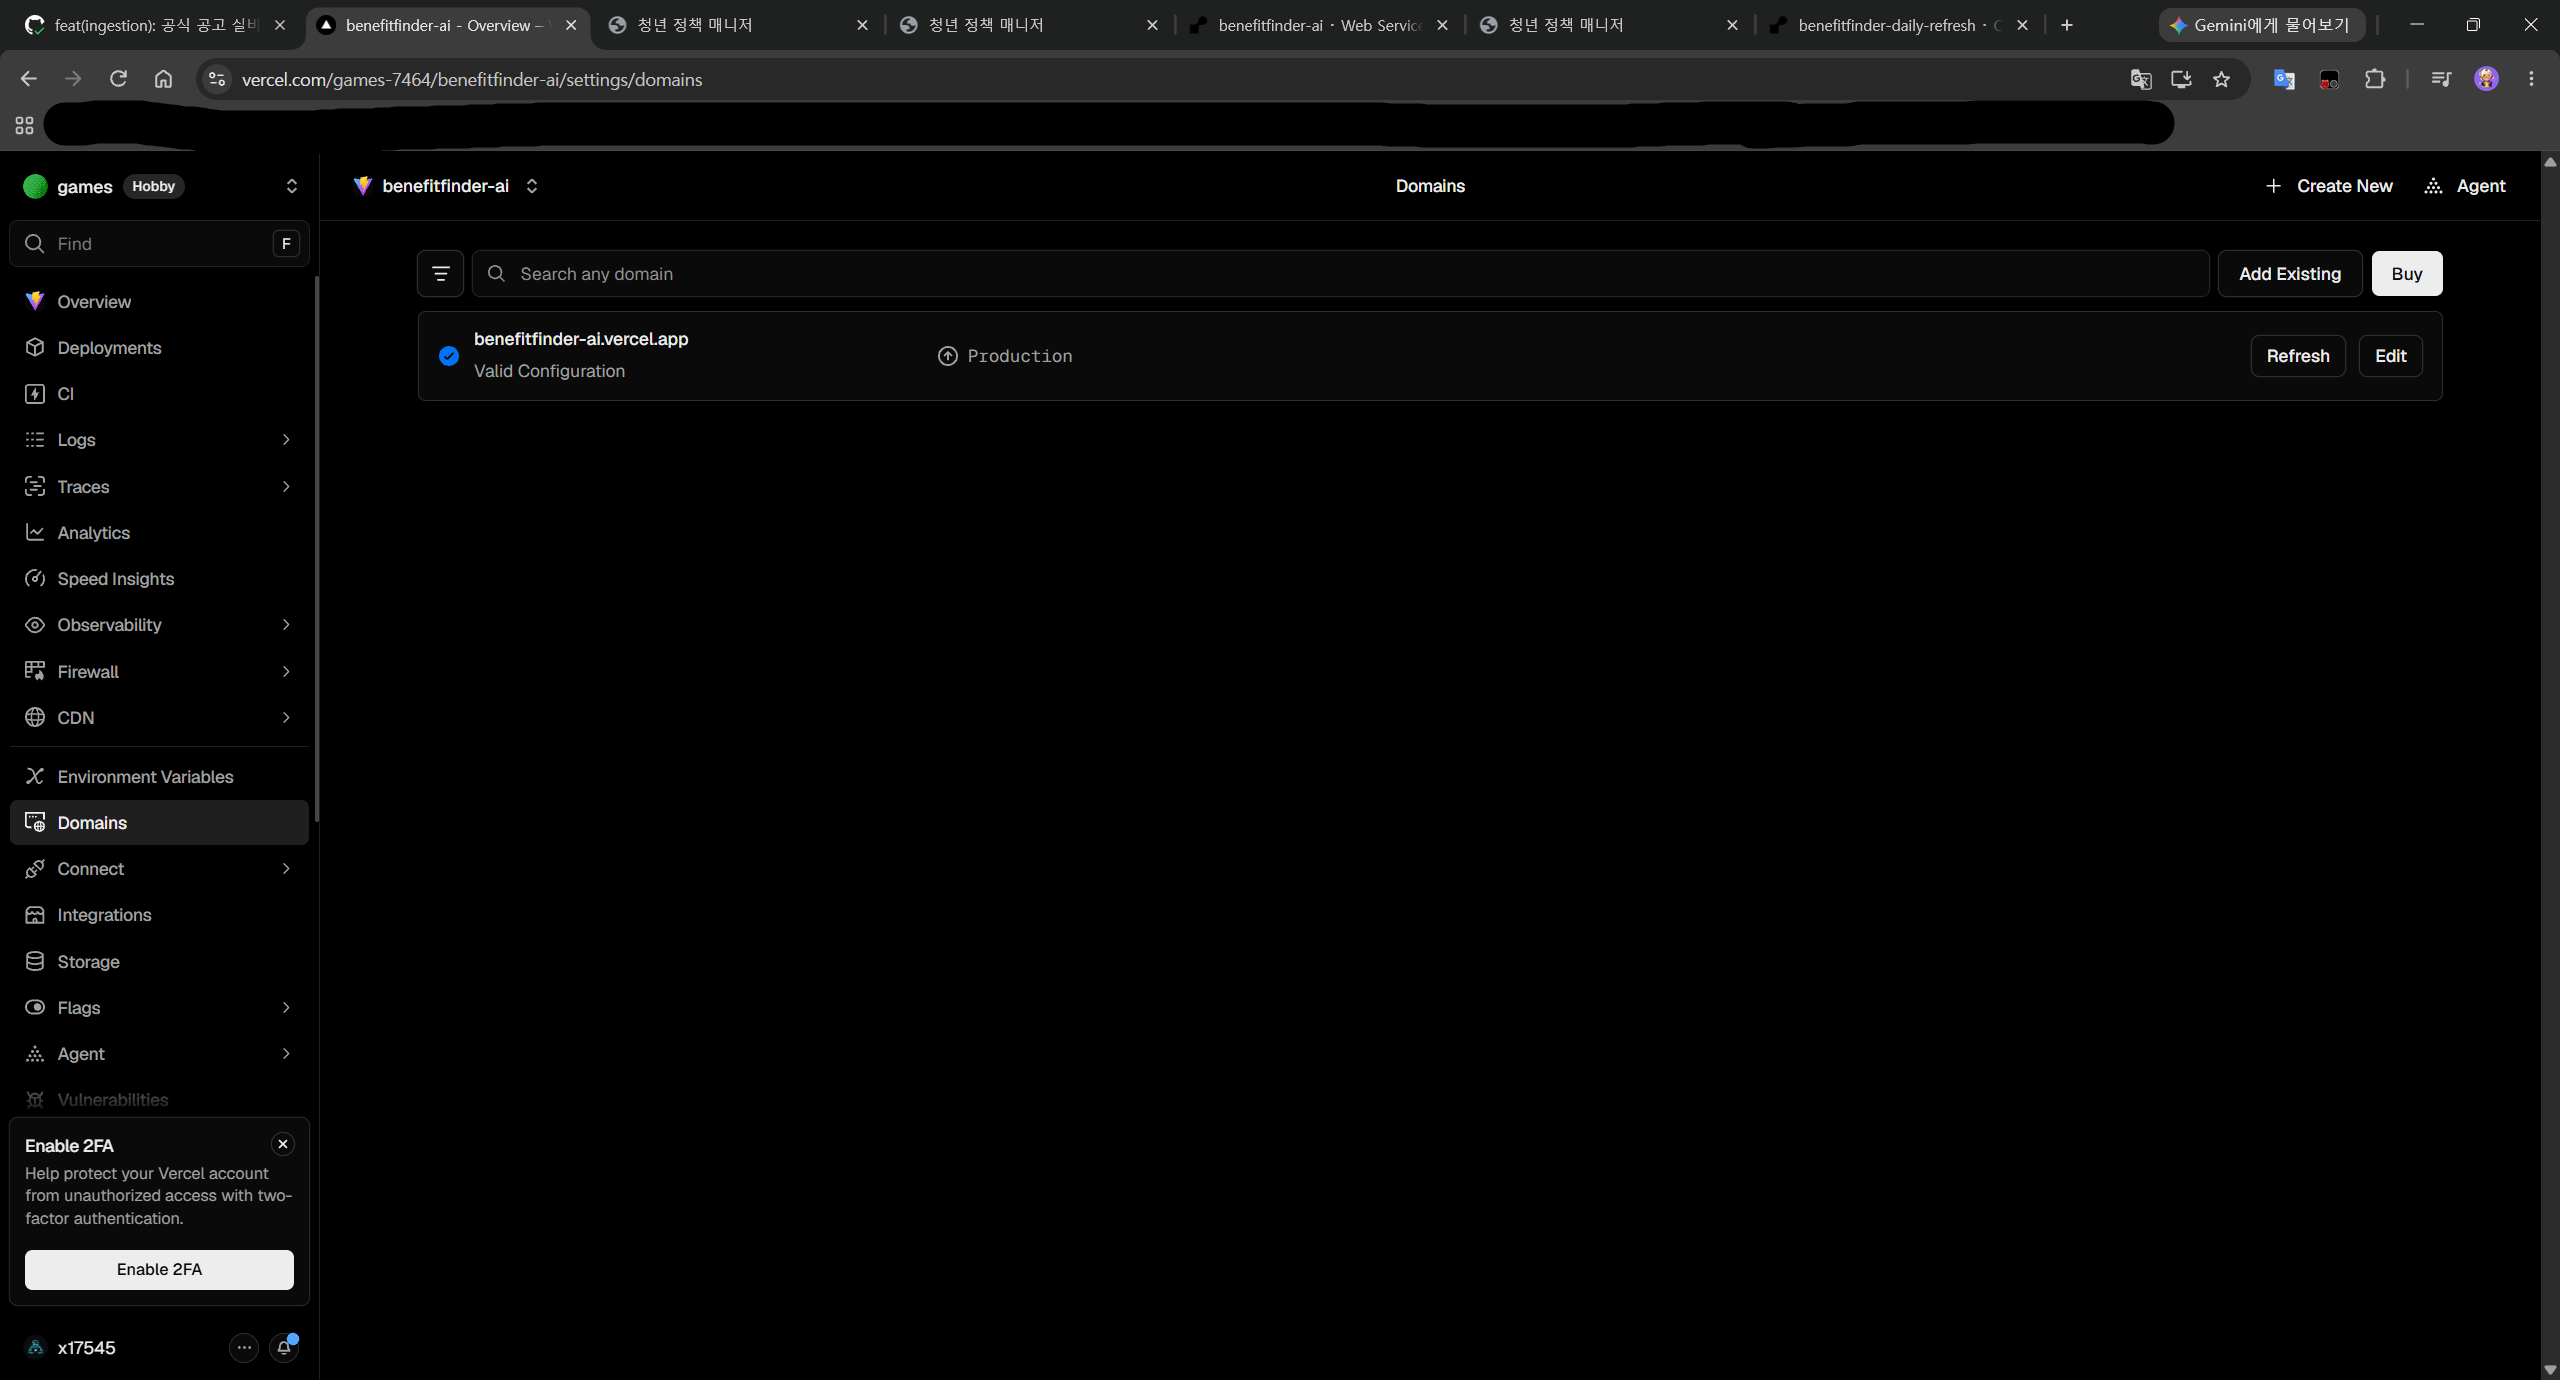 feat(ingestion): 공식 공고 실
benefitfinder-ai - Overview –
청년 정책 매니저
청년 정책 매니저
benefitfinder-ai · Web Servic
청년 정책 매니저
benefitfinder-daily-refresh ·
Gemini에게 물어보기
vercel.com/games-7464/benefitfinder-ai/settings/domains
games Hobby
benefitfinder-ai
Domains
Create New
Agent
Find F
Search any domain
Add Existing
Buy
benefitfinder-ai.vercel.app
Valid Configuration
Production
Refresh
Edit
Overview
Deployments
CI
Logs
Traces
Analytics
Speed Insights
Observability
Firewall
CDN
Environment Variables
Domains
Connect
Integrations
Storage
Flags
Agent
Vulnerabilities
Enable 2FA
Help protect your Vercel account
from unauthorized access with two-
factor authentication.
Enable 2FA
x17545